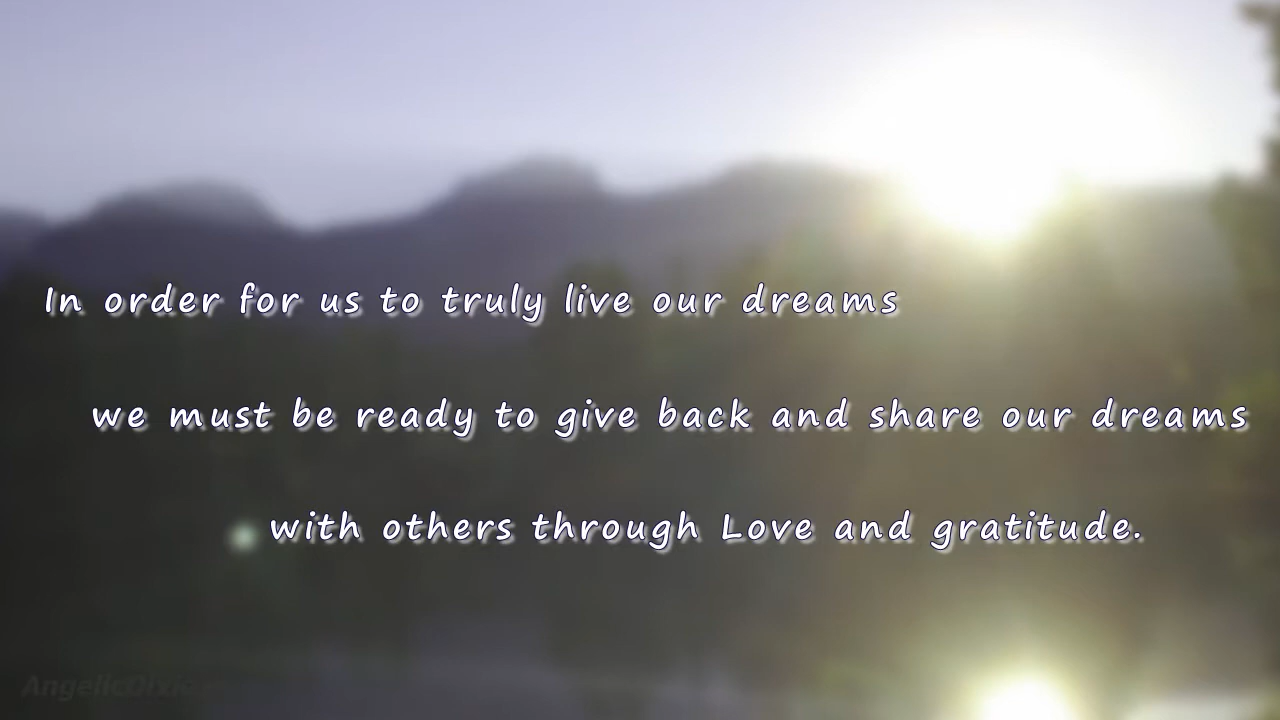 In order for us to truly live our dreams
we must be ready to give back and share our dreams
with others through Love and gratitude.